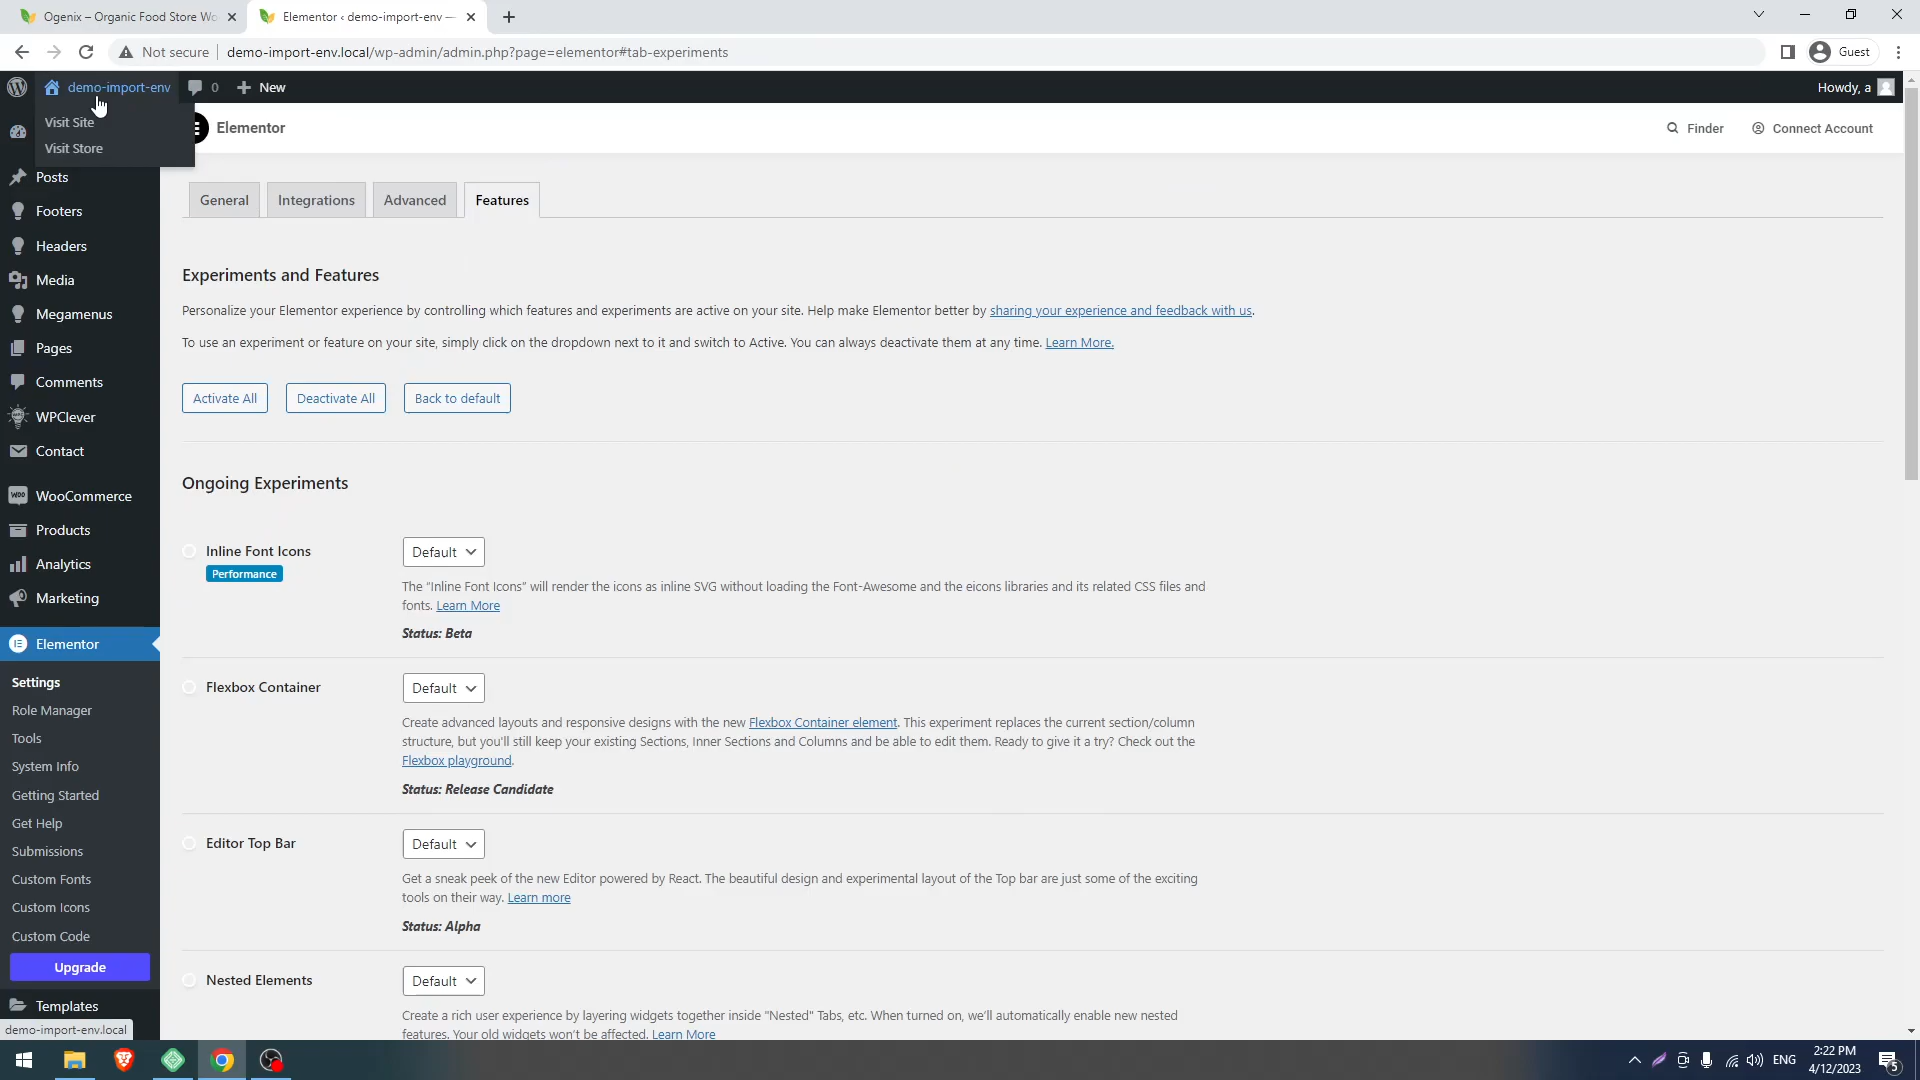 Ogenix – Organic Food Store Wo
Elementor ‹ demo-import-env —
Not secure
demo-import-env.local/wp-admin/admin.php?page=elementor#tab-experiments
Guest
demo-import-env
0
New
Howdy, a
Visit Site
Visit Store
Elementor
Finder
Connect Account
Posts
Footers
Headers
Media
Megamenus
Pages
Comments
WPClever
Contact
WooCommerce
Products
Analytics
Marketing
Elementor
Settings
Role Manager
Tools
System Info
Getting Started
Get Help
Submissions
Custom Fonts
Custom Icons
Custom Code
Upgrade
Templates
demo-import-env.local
General
Integrations
Advanced
Features
Experiments and Features
Personalize your Elementor experience by controlling which features and experiments are active on your site. Help make Elementor better by sharing your experience and feedback with us.
To use an experiment or feature on your site, simply click on the dropdown next to it and switch to Active. You can always deactivate them at any time. Learn More.
Activate All
Deactivate All
Back to default
Ongoing Experiments
Inline Font Icons
Performance
Default
The "Inline Font Icons" will render the icons as inline SVG without loading the Font-Awesome and the eicons libraries and its related CSS files and
fonts. Learn More
Status: Beta
Flexbox Container
Default
Create advanced layouts and responsive designs with the new Flexbox Container element. This experiment replaces the current section/column
structure, but you'll still keep your existing Sections, Inner Sections and Columns and be able to edit them. Ready to give it a try? Check out the
Flexbox playground.
Status: Release Candidate
Editor Top Bar
Default
Get a sneak peek of the new Editor powered by React. The beautiful design and experimental layout of the Top bar are just some of the exciting
tools on their way. Learn more
Status: Alpha
Nested Elements
Default
Create a rich user experience by layering widgets together inside "Nested" Tabs, etc. When turned on, we'll automatically enable new nested
features. Your old widgets won't be affected. Learn More
ENG
2:22 PM
4/12/2023
5